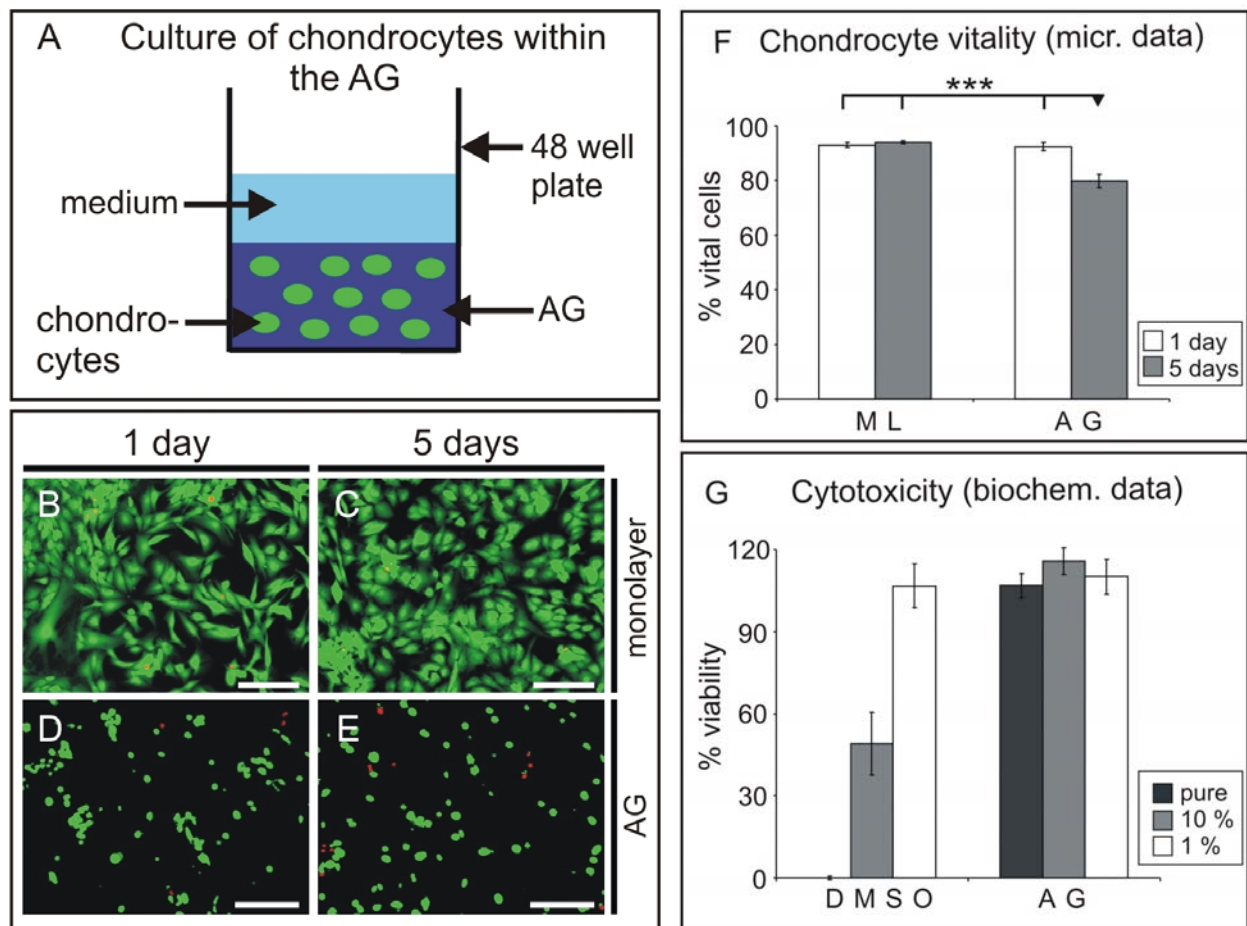 A Culture of chondrocytes within
the AG
48 well
plate
medium
AG
chondro-
cytes
1 day
5 days
B
C
monolayer
D
E
AG
F Chondrocyte vitality (micr. data)
***
100
80
60
40
20
0
% vital cells
1 day
5 days
M L
A G
G Cytotoxicity (biochem. data)
120
90
60
30
0
% viability
pure
10 %
1 %
D M S O
A G